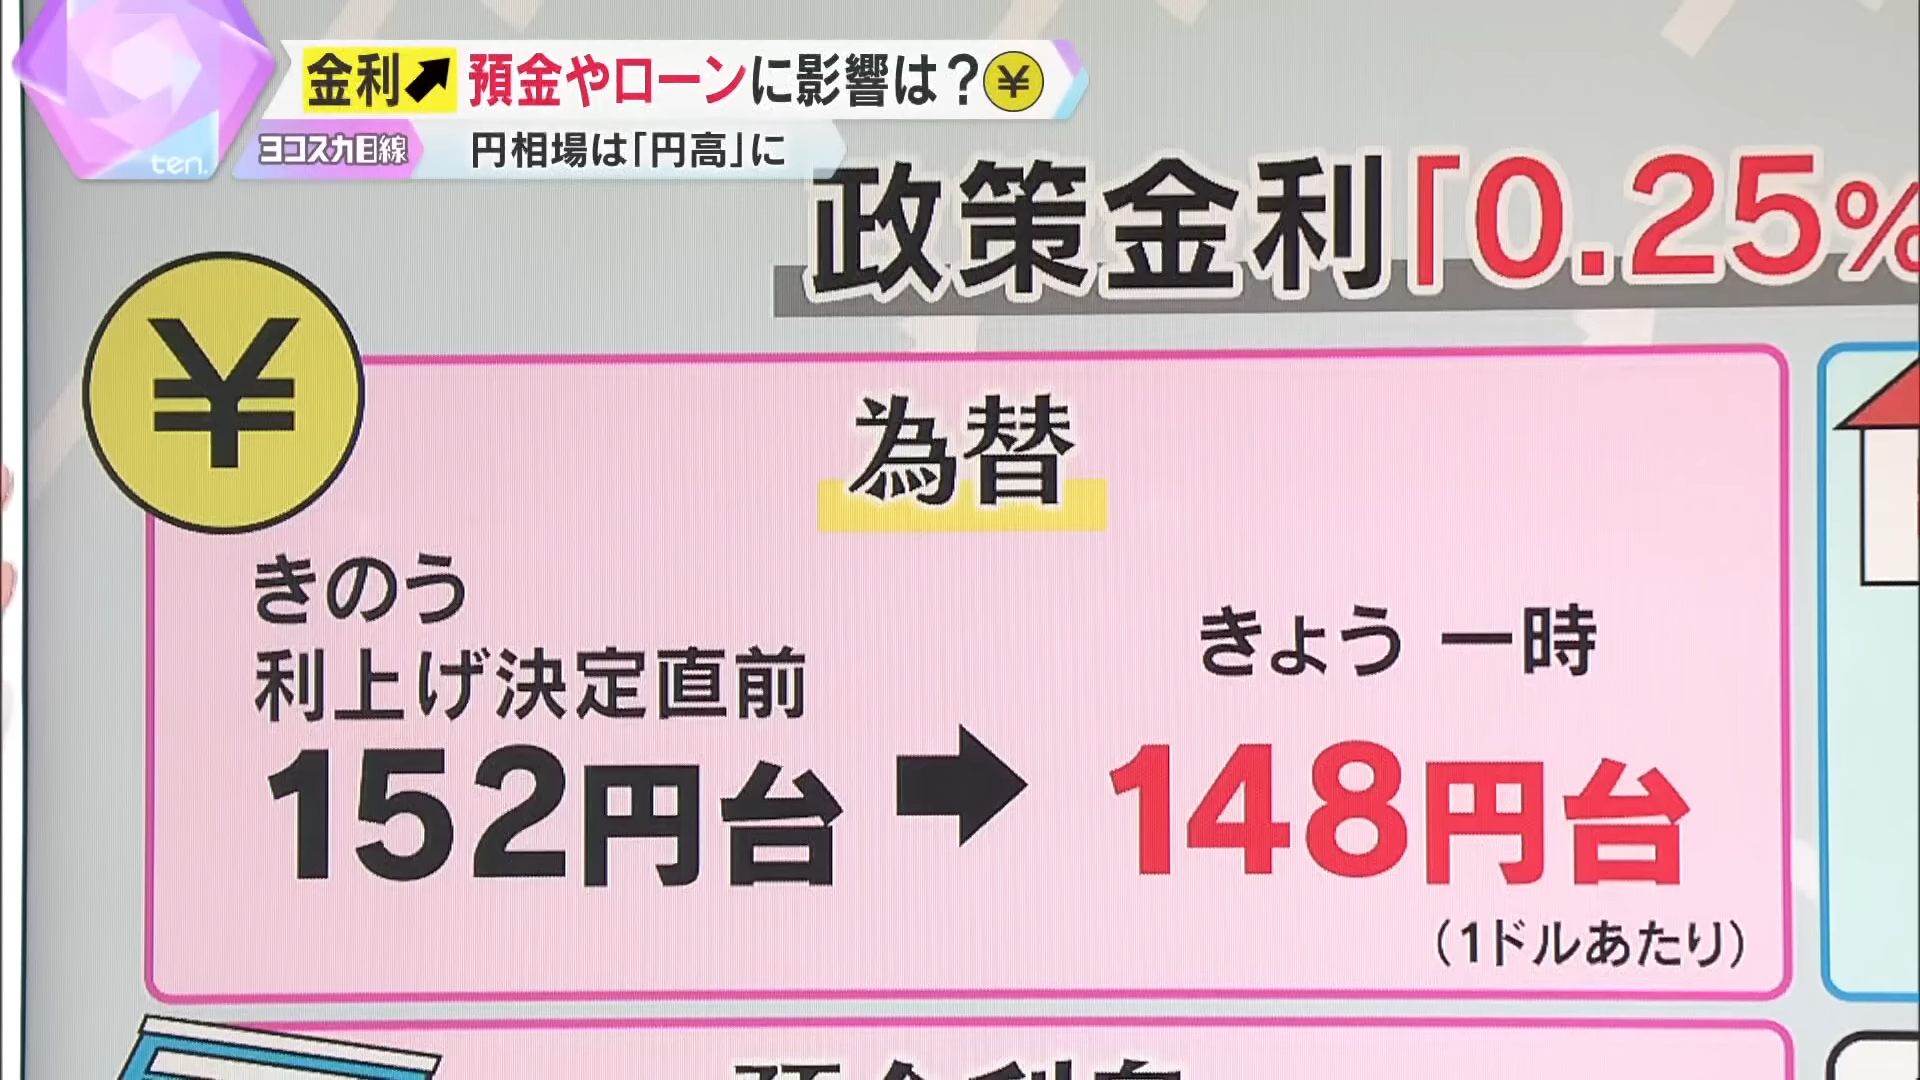 金利↗預金やローンに影響は？¥
ten.
ヨコスカ目線
円相場は「円高」に
政策金利「0.25%
¥
為替
きのう
利上げ決定直前
152円台
➡
きょう 一時
148円台
(1ドルあたり)